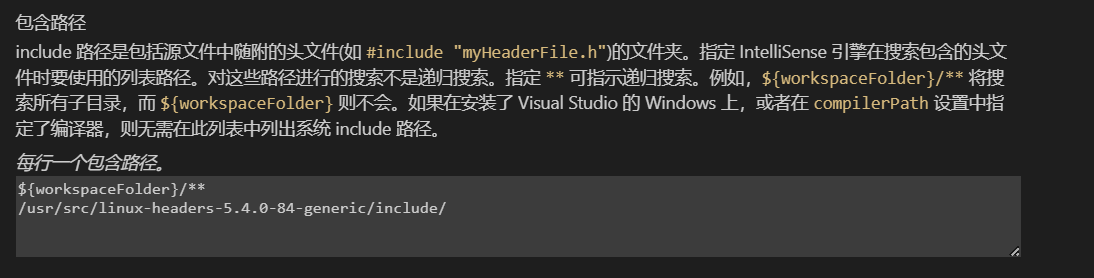 包含路径
include 路径是包括源文件中随附的头文件(如 #include "myHeaderFile.h")的文件夹。指定 IntelliSense 引擎在搜索包含的头文
件时要使用的列表路径。对这些路径进行的搜索不是递归搜索。指定 ** 可指示递归搜索。例如，${workspaceFolder}/** 将搜
索所有子目录，而 ${workspaceFolder} 则不会。如果在安装了 Visual Studio 的 Windows 上，或者在 compilerPath 设置中指
定了编译器，则无需在此列表中列出系统 include 路径。
每行一个包含路径。
${workspaceFolder}/**
/usr/src/linux-headers-5.4.0-84-generic/include/